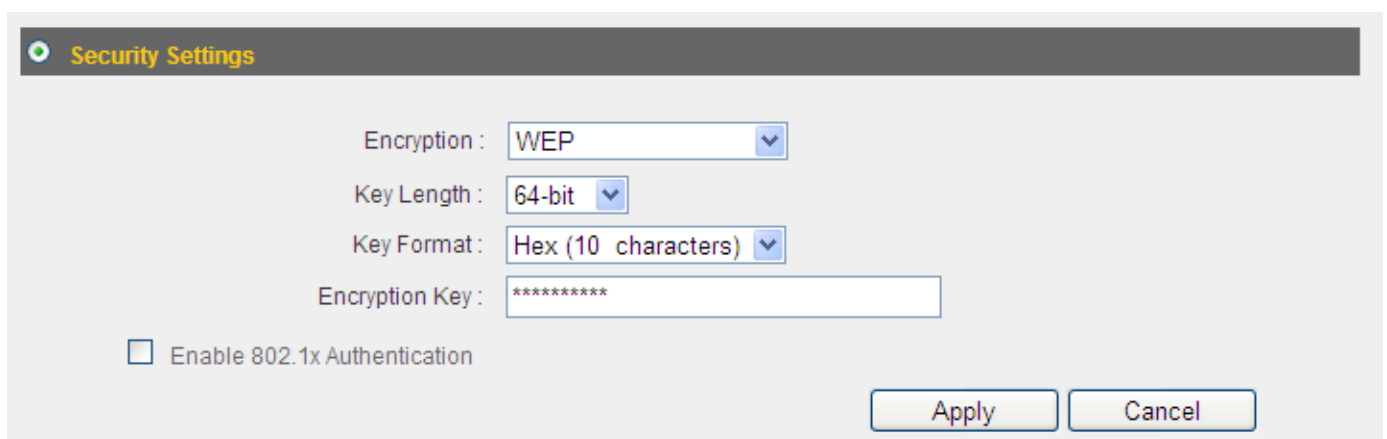 Security Settings
Encryption : WEP
Key Length : 64-bit
Key Format : Hex (10 characters)
Encryption Key : **********
Enable 802.1x Authentication
Apply Cancel